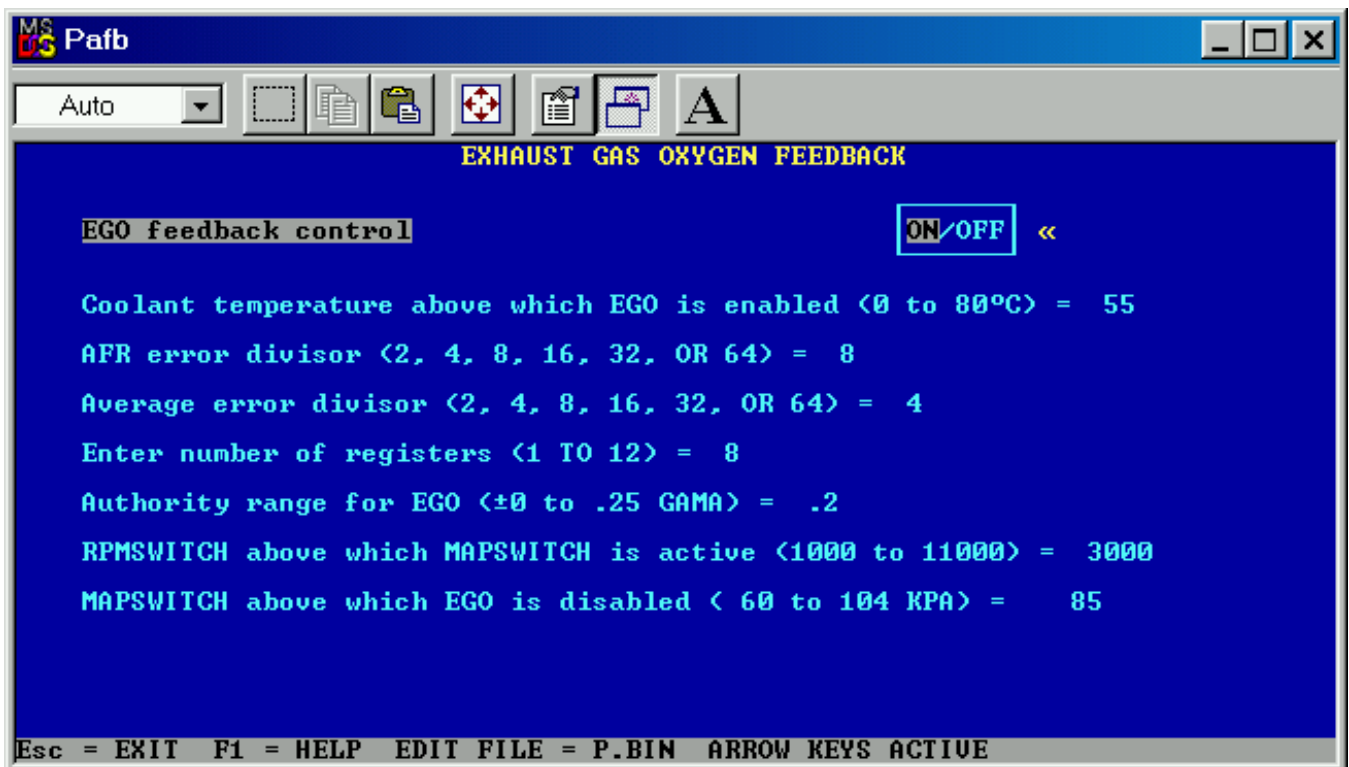 MS DOS Pafb
Auto A
EXHAUST GAS OXYGEN FEEDBACK
EGO feedback control ON/OFF «
Coolant temperature above which EGO is enabled (0 to 80ºC) = 55
AFR error divisor (2, 4, 8, 16, 32, OR 64) = 8
Average error divisor (2, 4, 8, 16, 32, OR 64) = 4
Enter number of registers (1 TO 12) = 8
Authority range for EGO (±0 to .25 GAMA) = .2
RPMSWITCH above which MAPSWITCH is active (1000 to 11000) = 3000
MAPSWITCH above which EGO is disabled ( 60 to 104 KPA) = 85
Esc = EXIT F1 = HELP EDIT FILE = P.BIN ARROW KEYS ACTIVE